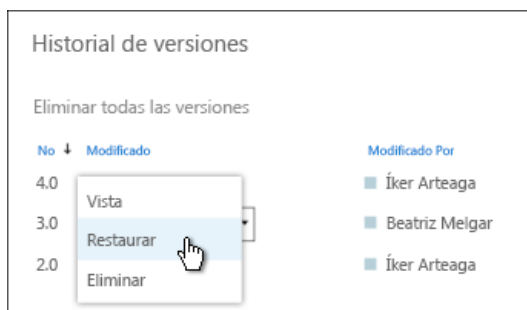 Historial de versiones
Eliminar todas las versiones
No ↓ Modificado Modificado Por
4.0 Íker Arteaga
Vista
3.0 Beatriz Melgar
Restaurar
2.0 Íker Arteaga
Eliminar